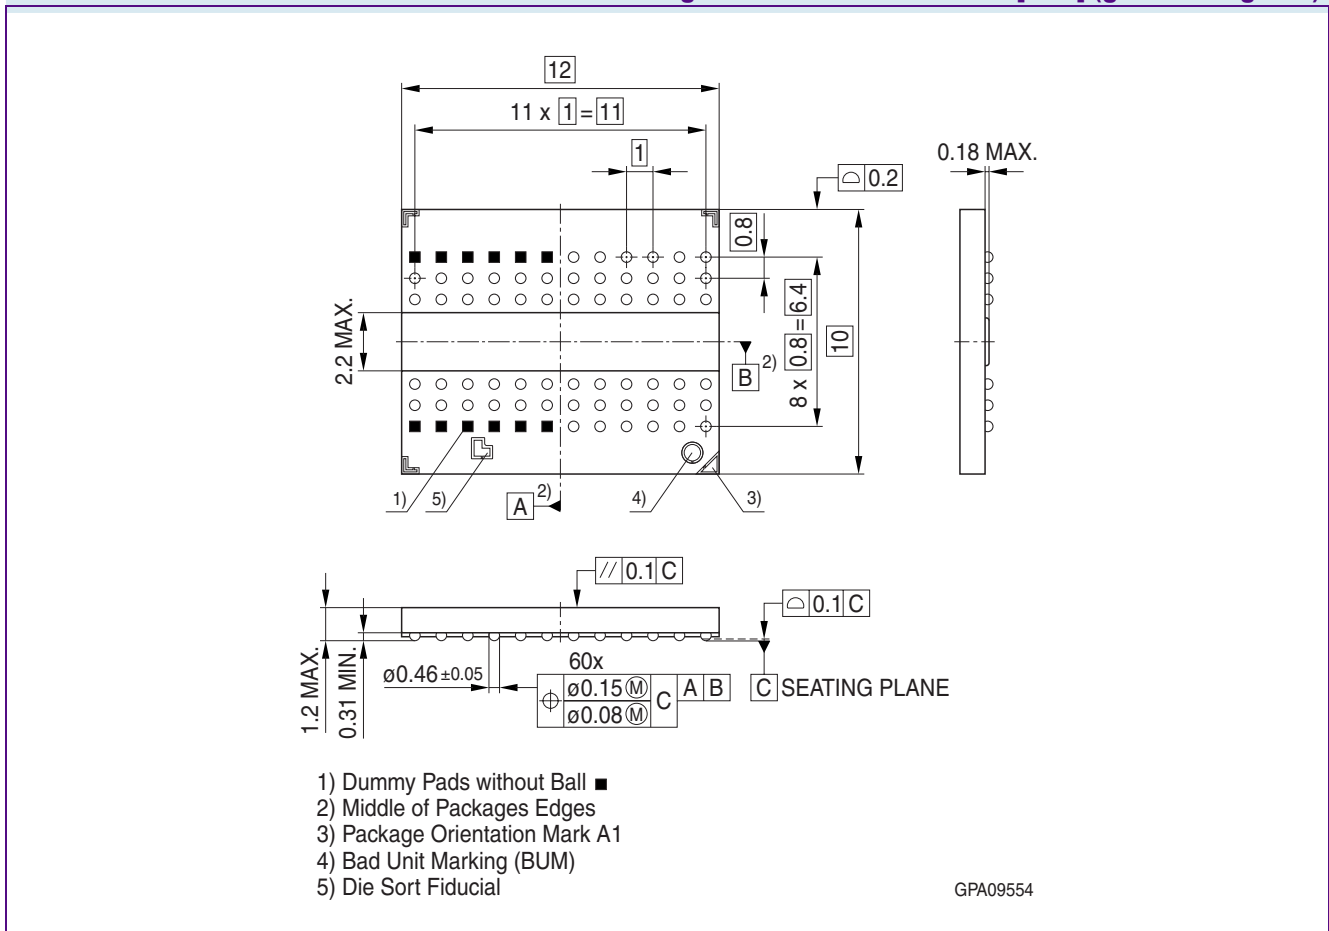 12
11 x 1 = 11
1
0.18 MAX.
⌓ 0.2
0.8
2.2 MAX.
8 x 0.8 = 6.4
10
B 2)
1)
5)
A 2)
4)
3)
// 0.1 C
⌓ 0.1 C
1.2 MAX.
0.31 MIN.
ø0.46 ±0.05
60x
⌖ ø0.15 Ⓜ C A B
ø0.08 Ⓜ
C SEATING PLANE
1) Dummy Pads without Ball ■
2) Middle of Packages Edges
3) Package Orientation Mark A1
4) Bad Unit Marking (BUM)
5) Die Sort Fiducial
GPA09554